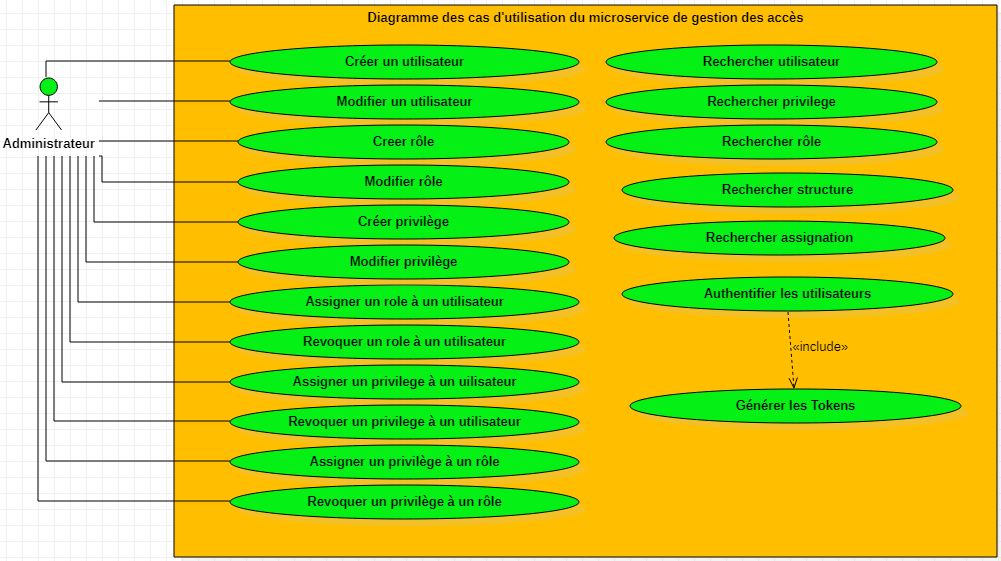 Diagramme des cas d'utilisation du microservice de gestion des accès
Administrateur
Créer un utilisateur
Modifier un utilisateur
Creer rôle
Modifier rôle
Créer privilège
Modifier privilège
Assigner un role à un utilisateur
Revoquer un role à un utilisateur
Assigner un privilege à un uilisateur
Revoquer un privilege à un utilisateur
Assigner un privilège à un rôle
Revoquer un privilège à un rôle
Rechercher utilisateur
Rechercher privilege
Rechercher rôle
Rechercher structure
Rechercher assignation
Authentifier les utilisateurs
«include»
Générer les Tokens